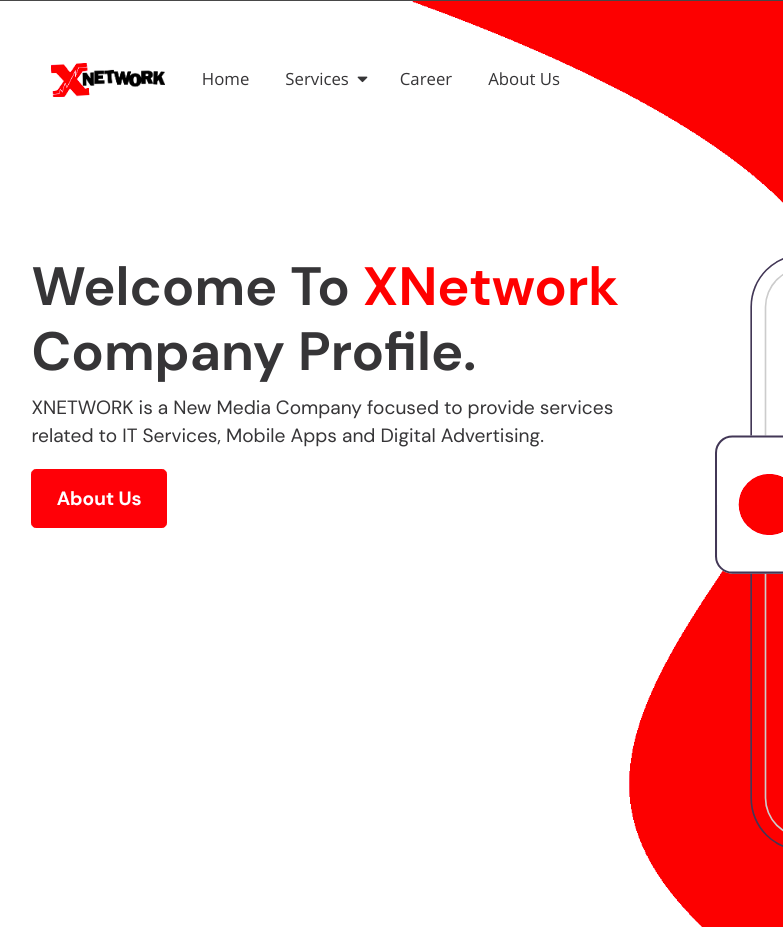 XNETWORK
Home Services Career About Us
Welcome To XNetwork
Company Profile.
XNETWORK is a New Media Company focused to provide services
related to IT Services, Mobile Apps and Digital Advertising.
About Us